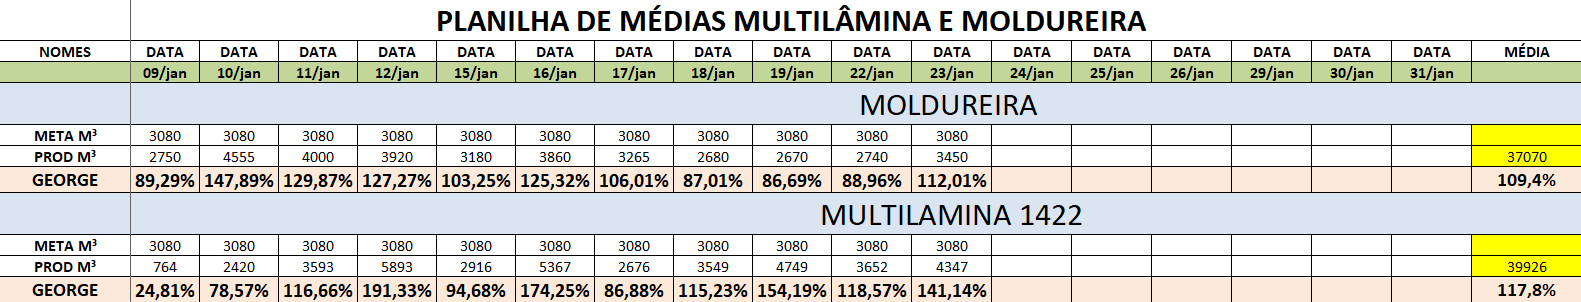 PLANILHA DE MÉDIAS MULTILÂMINA E MOLDUREIRA
NOMES DATA DATA DATA DATA DATA DATA DATA DATA DATA DATA DATA DATA DATA DATA DATA DATA DATA MÉDIA
09/jan 10/jan 11/jan 12/jan 15/jan 16/jan 17/jan 18/jan 19/jan 22/jan 23/jan 24/jan 25/jan 26/jan 29/jan 30/jan 31/jan
MOLDUREIRA
META M³ 3080 3080 3080 3080 3080 3080 3080 3080 3080 3080 3080
PROD M³ 2750 4555 4000 3920 3180 3860 3265 2680 2670 2740 3450 37070
GEORGE 89,29% 147,89% 129,87% 127,27% 103,25% 125,32% 106,01% 87,01% 86,69% 88,96% 112,01% 109,4%
MULTILAMINA 1422
META M³ 3080 3080 3080 3080 3080 3080 3080 3080 3080 3080 3080
PROD M³ 764 2420 3593 5893 2916 5367 2676 3549 4749 3652 4347 39926
GEORGE 24,81% 78,57% 116,66% 191,33% 94,68% 174,25% 86,88% 115,23% 154,19% 118,57% 141,14% 117,8%